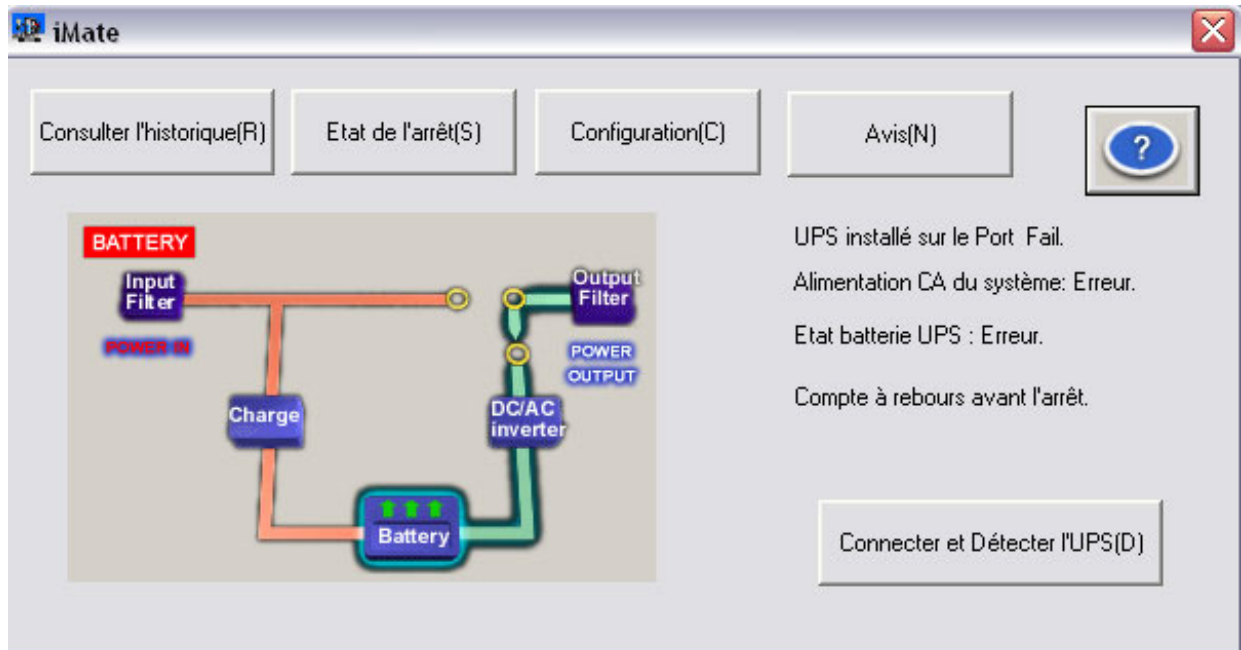 iMate
Consulter l'historique(R)
Etat de l'arrêt(S)
Configuration(C)
Avis(N)
?
BATTERY
Input
Filter
POWER IN
Output
Filter
POWER
OUTPUT
Charge
DC/AC
inverter
Battery
UPS installé sur le Port  Fail.
Alimentation CA du système: Erreur.
Etat batterie UPS : Erreur.
Compte à rebours avant l'arrêt.
Connecter et Détecter l'UPS(D)